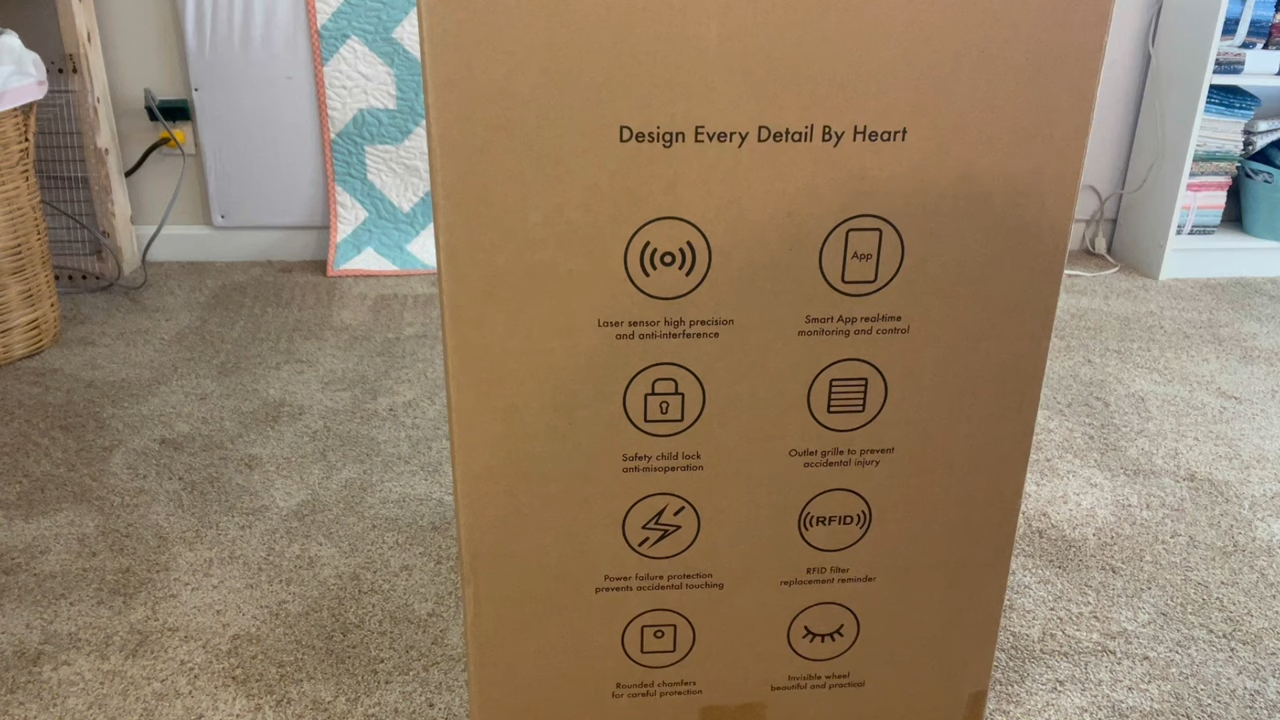 Design Every Detail By Heart
App
Laser sensor high precision
and anti-interference
Smart App real-time
monitoring and control
Safety child lock
anti-misoperation
Outlet grille to prevent
accidental injury
((RFID))
Power failure protection
prevents accidental touching
RFID filter
replacement reminder
Rounded chamfers
for careful protection
Invisible wheel
beautiful and practical